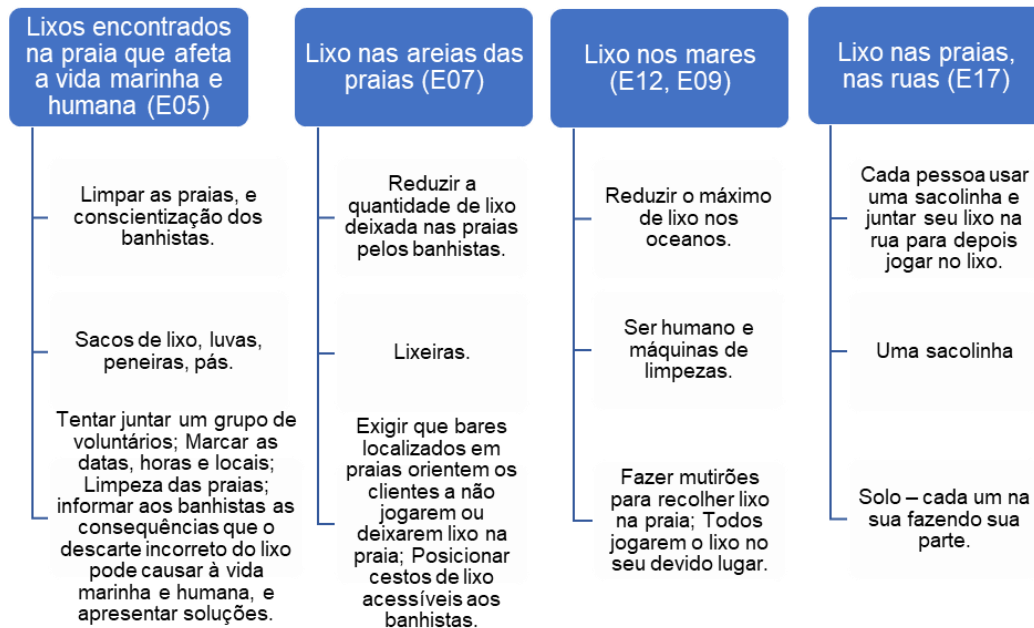 Lixos encontrados
na praia que afeta
a vida marinha e
humana (E05)
Limpar as praias, e
conscientização dos
banhistas.
Sacos de lixo, luvas,
peneiras, pás.
Tentar juntar um grupo de
voluntários; Marcar as
datas, horas e locais;
Limpeza das praias;
informar aos banhistas as
consequências que o
descarte incorreto do lixo
pode causar à vida
marinha e humana, e
apresentar soluções.
Lixo nas areias das
praias (E07)
Reduzir a
quantidade de lixo
deixada nas praias
pelos banhistas.
Lixeiras.
Exigir que bares
localizados em
praias orientem os
clientes a não
jogarem ou
deixarem lixo na
praia; Posicionar
cestos de lixo
acessíveis aos
banhistas.
Lixo nos mares
(E12, E09)
Reduzir o máximo
de lixo nos
oceanos.
Ser humano e
máquinas de
limpezas.
Fazer mutirões
para recolher lixo
na praia; Todos
jogarem o lixo no
seu devido lugar.
Lixo nas praias,
nas ruas (E17)
Cada pessoa usar
uma sacolinha e
juntar seu lixo na
rua para depois
jogar no lixo.
Uma sacolinha
Solo – cada um na
sua fazendo sua
parte.